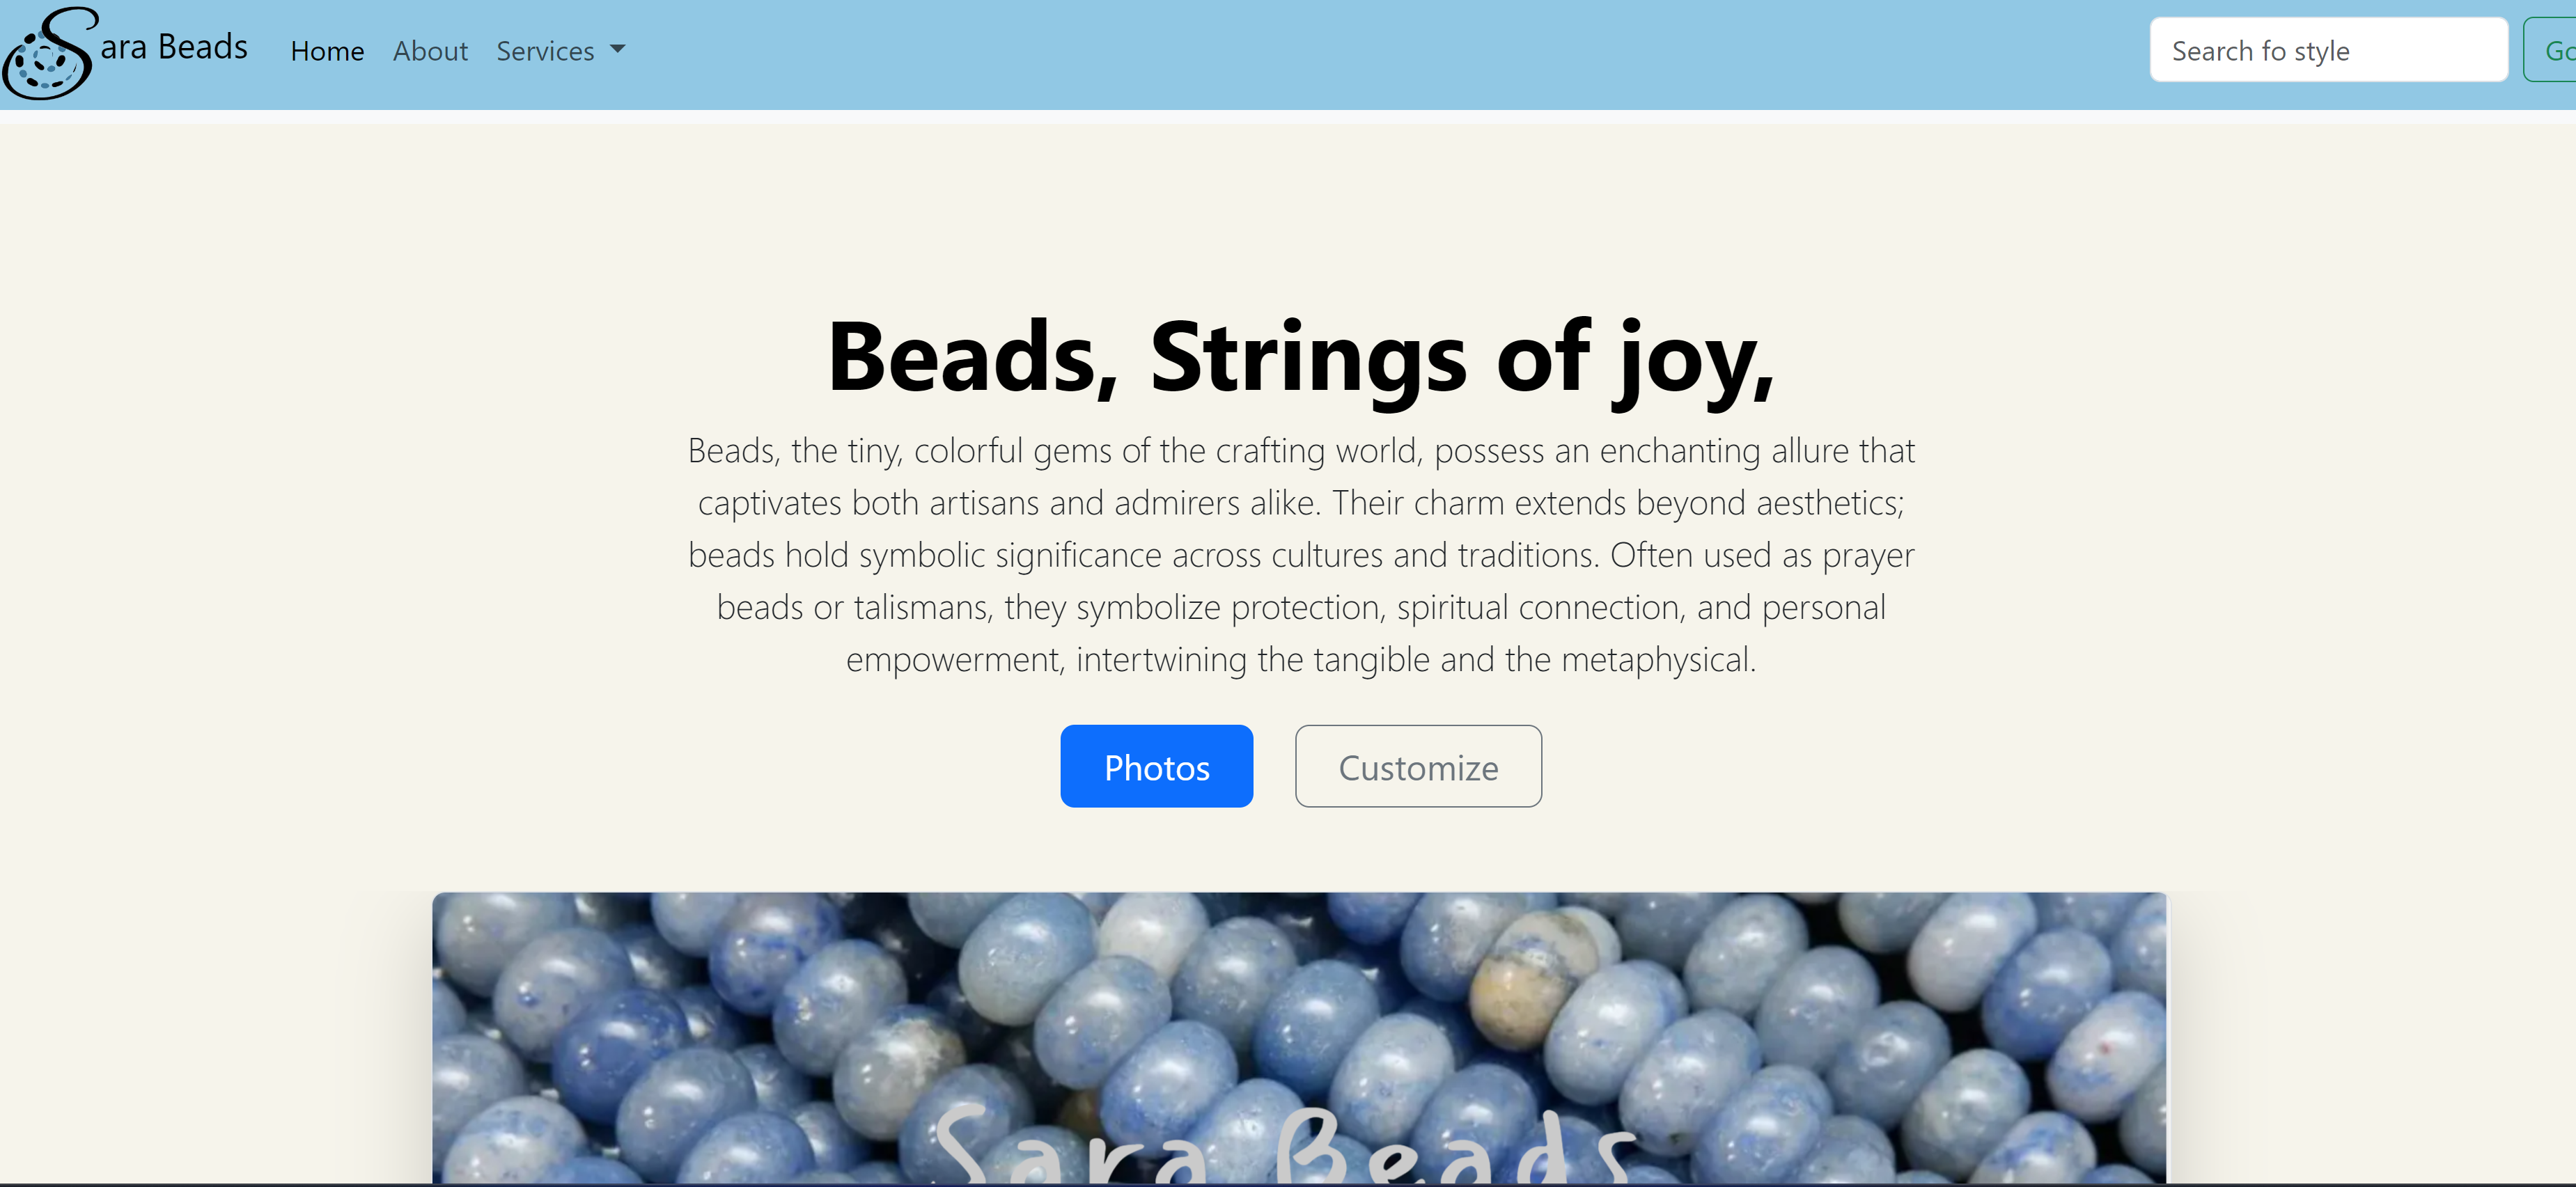 Sara Beads Home About Services Search fo style Go
Beads, Strings of joy,
Beads, the tiny, colorful gems of the crafting world, possess an enchanting allure that
captivates both artisans and admirers alike. Their charm extends beyond aesthetics;
beads hold symbolic significance across cultures and traditions. Often used as prayer
beads or talismans, they symbolize protection, spiritual connection, and personal
empowerment, intertwining the tangible and the metaphysical.
Photos Customize
Sara Beads